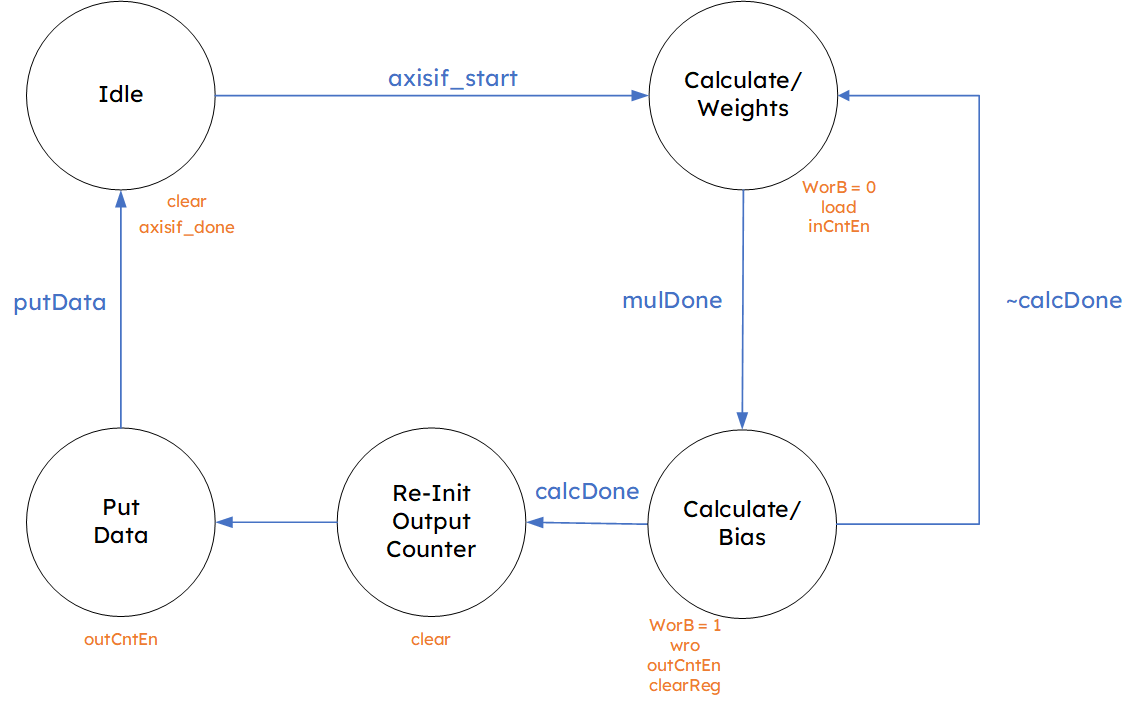 Idle
axisif_start
Calculate/
Weights
clear
axisif_done
WorB = 0
load
inCntEn
putData
mulDone
~calcDone
Put
Data
Re-Init
Output
Counter
calcDone
Calculate/
Bias
outCntEn
clear
WorB = 1
wro
outCntEn
clearReg